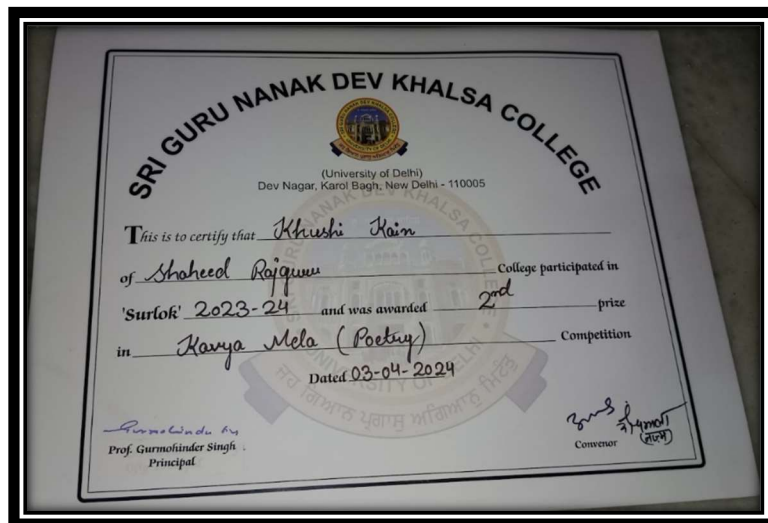 SRI GURU NANAK DEV KHALSA COLLEGE
(University of Delhi)
Dev Nagar, Karol Bagh, New Delhi - 110005
This is to certify that Khushi Kain
of Shaheed Rajguru College participated in
'Surlok' 2023-24 and was awarded 2nd prize
in Kavya Mela (Poetry) Competition
Dated 03-04-2024
Prof. Gurmohinder Singh
Principal
Convenor